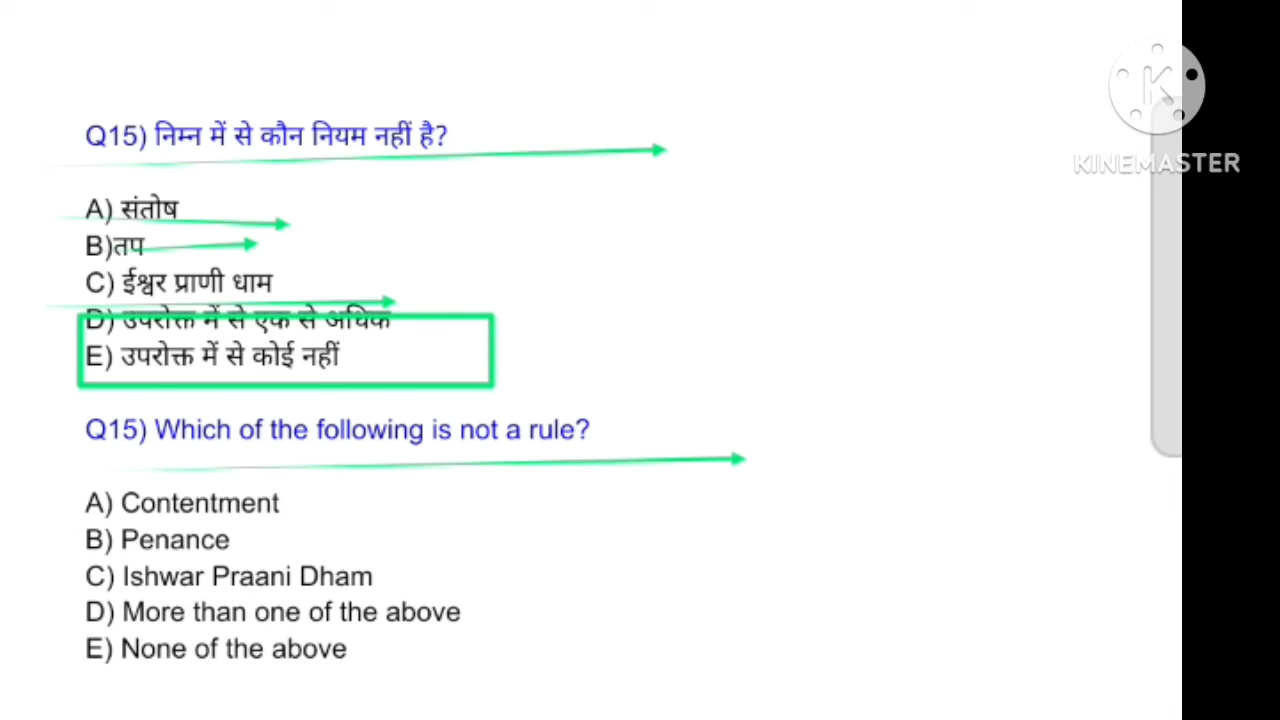 Q15) निम्न में से कौन नियम नहीं है?
KINEMASTER
A) संतोष
B)तप
C) ईश्वर प्राणी धाम
D) उपरोक्त में से एक से अधिक
E) उपरोक्त में से कोई नहीं
Q15) Which of the following is not a rule?
A) Contentment
B) Penance
C) Ishwar Praani Dham
D) More than one of the above
E) None of the above